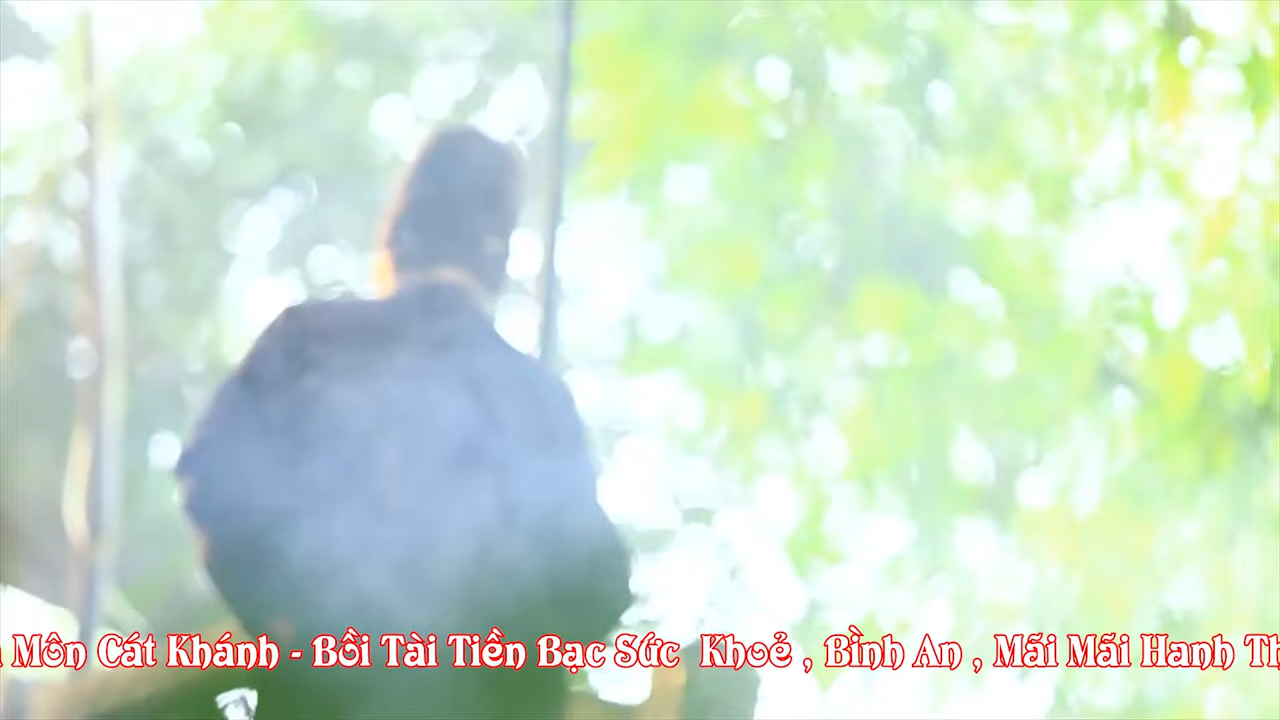 Môn Cát Khánh - Bồi Tài Tiền Bạc Sức Khoẻ , Bình An , Mãi Mãi Hanh